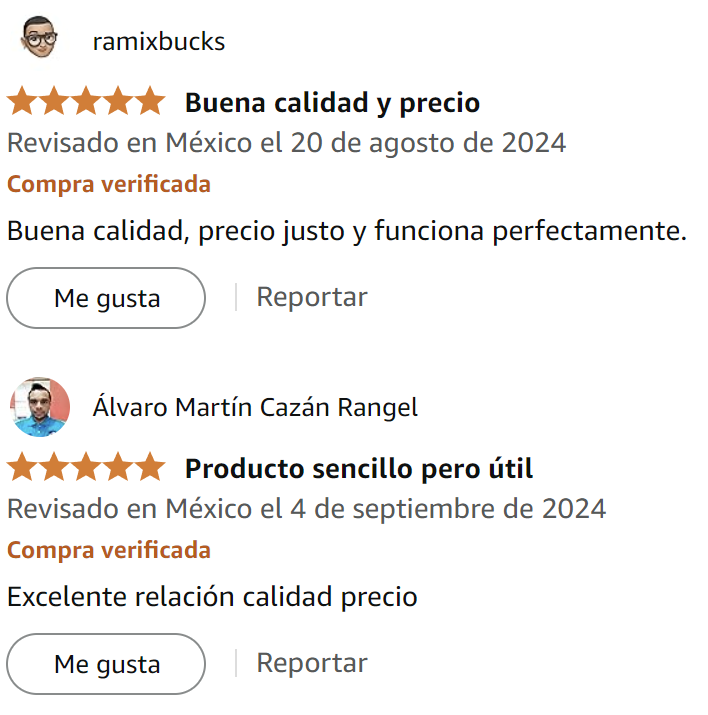 ramixbucks
Buena calidad y precio
Revisado en México el 20 de agosto de 2024
Compra verificada
Buena calidad, precio justo y funciona perfectamente.
Me gusta | Reportar
Álvaro Martín Cazán Rangel
Producto sencillo pero útil
Revisado en México el 4 de septiembre de 2024
Compra verificada
Excelente relación calidad precio
Me gusta | Reportar